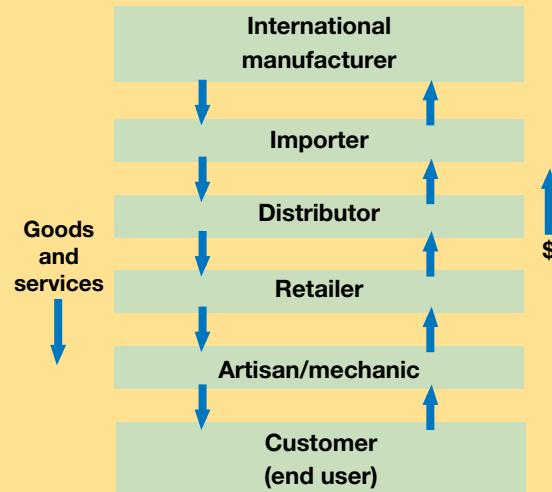 International
manufacturer
Importer
Distributor
Goods
and
services
$
Retailer
Artisan/mechanic
Customer
(end user)